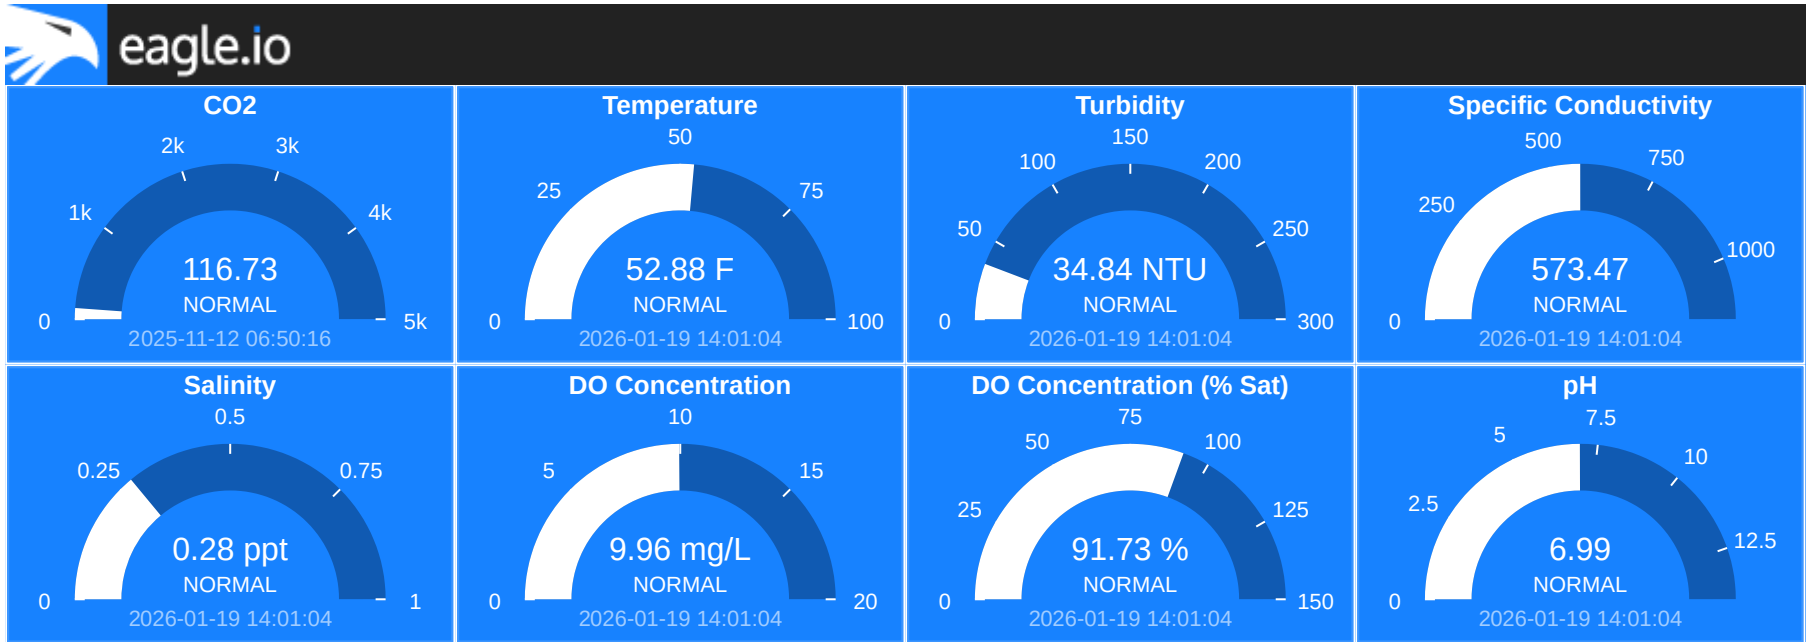 eagle.io
CO2
0
1k
2k
3k
4k
5k
116.73
NORMAL
2025-11-12 06:50:16
Temperature
0
25
50
75
100
52.88 F
NORMAL
2026-01-19 14:01:04
Turbidity
0
50
100
150
200
250
300
34.84 NTU
NORMAL
2026-01-19 14:01:04
Specific Conductivity
0
250
500
750
1000
573.47
NORMAL
2026-01-19 14:01:04
Salinity
0
0.25
0.5
0.75
1
0.28 ppt
NORMAL
2026-01-19 14:01:04
DO Concentration
0
5
10
15
20
9.96 mg/L
NORMAL
2026-01-19 14:01:04
DO Concentration (% Sat)
0
25
50
75
100
125
150
91.73 %
NORMAL
2026-01-19 14:01:04
pH
0
2.5
5
7.5
10
12.5
6.99
NORMAL
2026-01-19 14:01:04